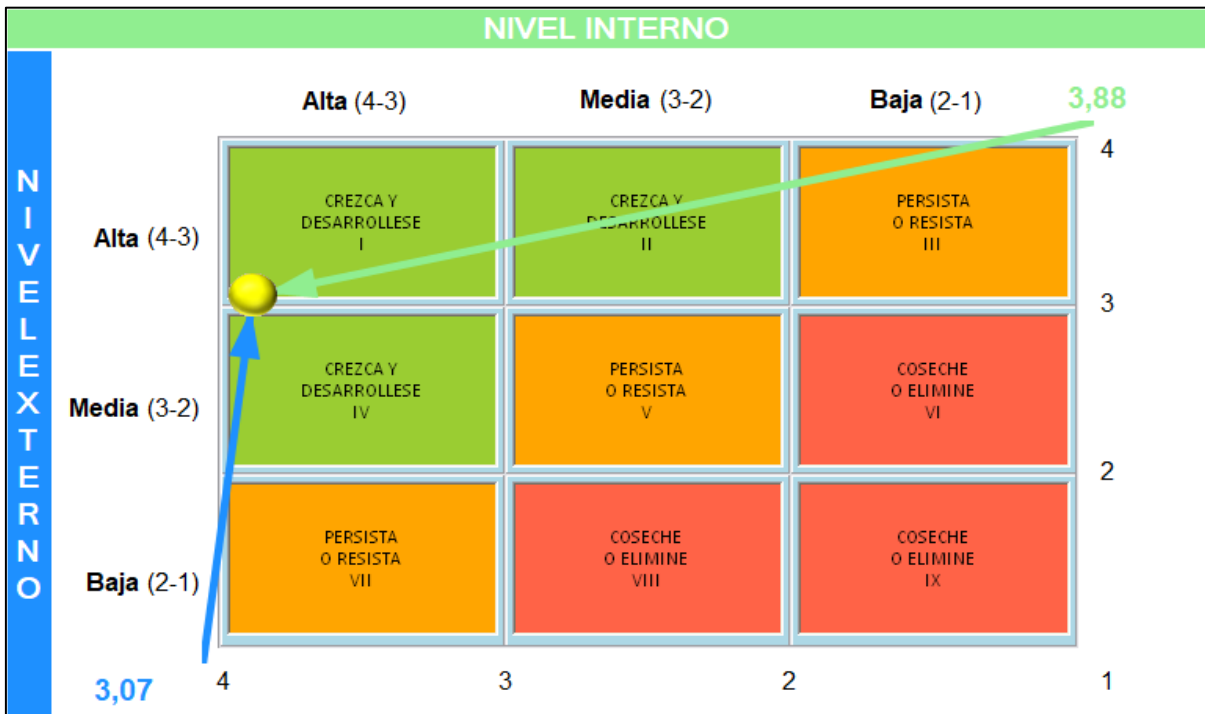 NIVEL INTERNO
NIVEL EXTERNO
Alta (4-3)
Media (3-2)
Baja (2-1)
3,88
4
Alta (4-3)
CREZCA Y
DESARROLLESE
I
CREZCA Y
DESARROLLESE
II
PERSISTA
O RESISTA
III
3
Media (3-2)
CREZCA Y
DESARROLLESE
IV
PERSISTA
O RESISTA
V
COSECHE
O ELIMINE
VI
2
Baja (2-1)
PERSISTA
O RESISTA
VII
COSECHE
O ELIMINE
VIII
COSECHE
O ELIMINE
IX
3,07
4
3
2
1